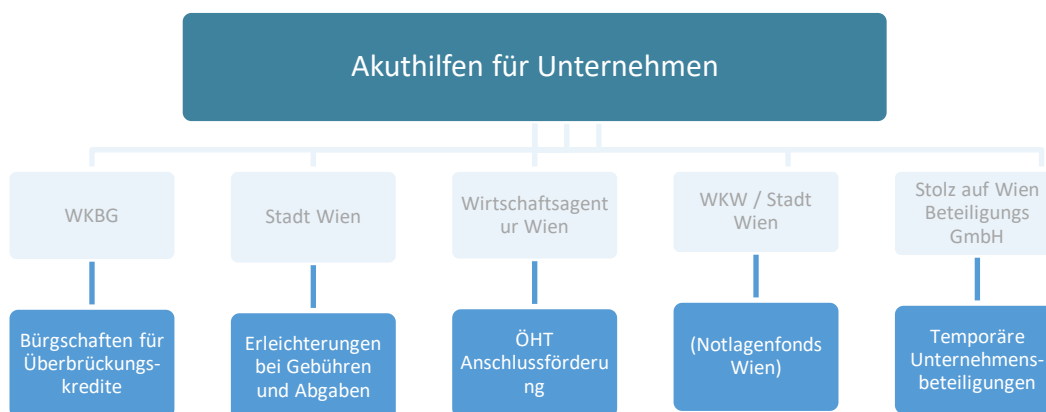 Akuthilfen für Unternehmen
WKBG
Stadt Wien
Wirtschaftsagent
ur Wien
WKW / Stadt
Wien
Stolz auf Wien
Beteiligungs
GmbH
Bürgschaften für
Überbrückungs-
kredite
Erleichterungen
bei Gebühren
und Abgaben
ÖHT
Anschlussförderu
ng
(Notlagenfonds
Wien)
Temporäre
Unternehmens-
beteiligungen